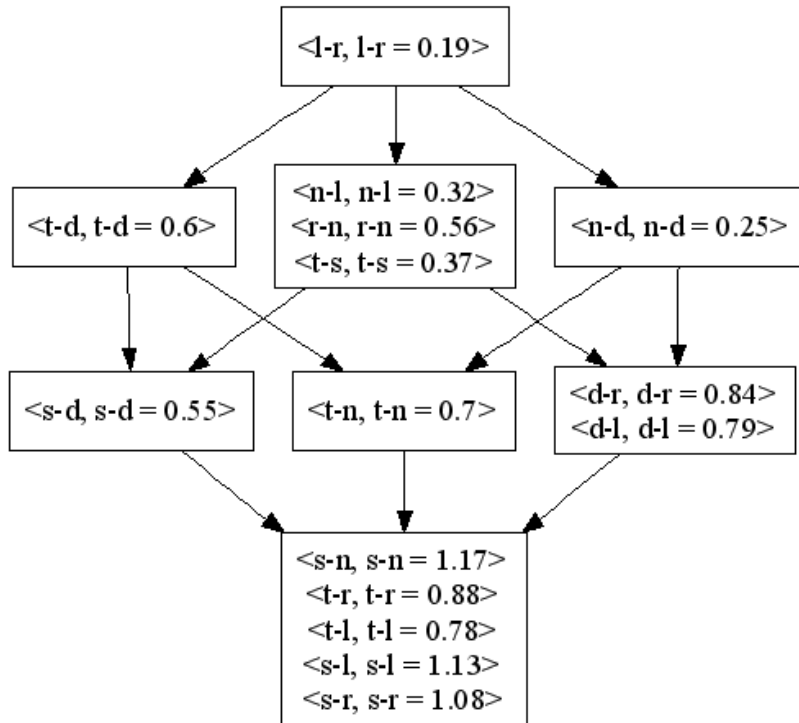 <l-r, l-r = 0.19>
<t-d, t-d = 0.6>
<n-l, n-l = 0.32>
<r-n, r-n = 0.56>
<t-s, t-s = 0.37>
<n-d, n-d = 0.25>
<s-d, s-d = 0.55>
<t-n, t-n = 0.7>
<d-r, d-r = 0.84>
<d-l, d-l = 0.79>
<s-n, s-n = 1.17>
<t-r, t-r = 0.88>
<t-l, t-l = 0.78>
<s-l, s-l = 1.13>
<s-r, s-r = 1.08>